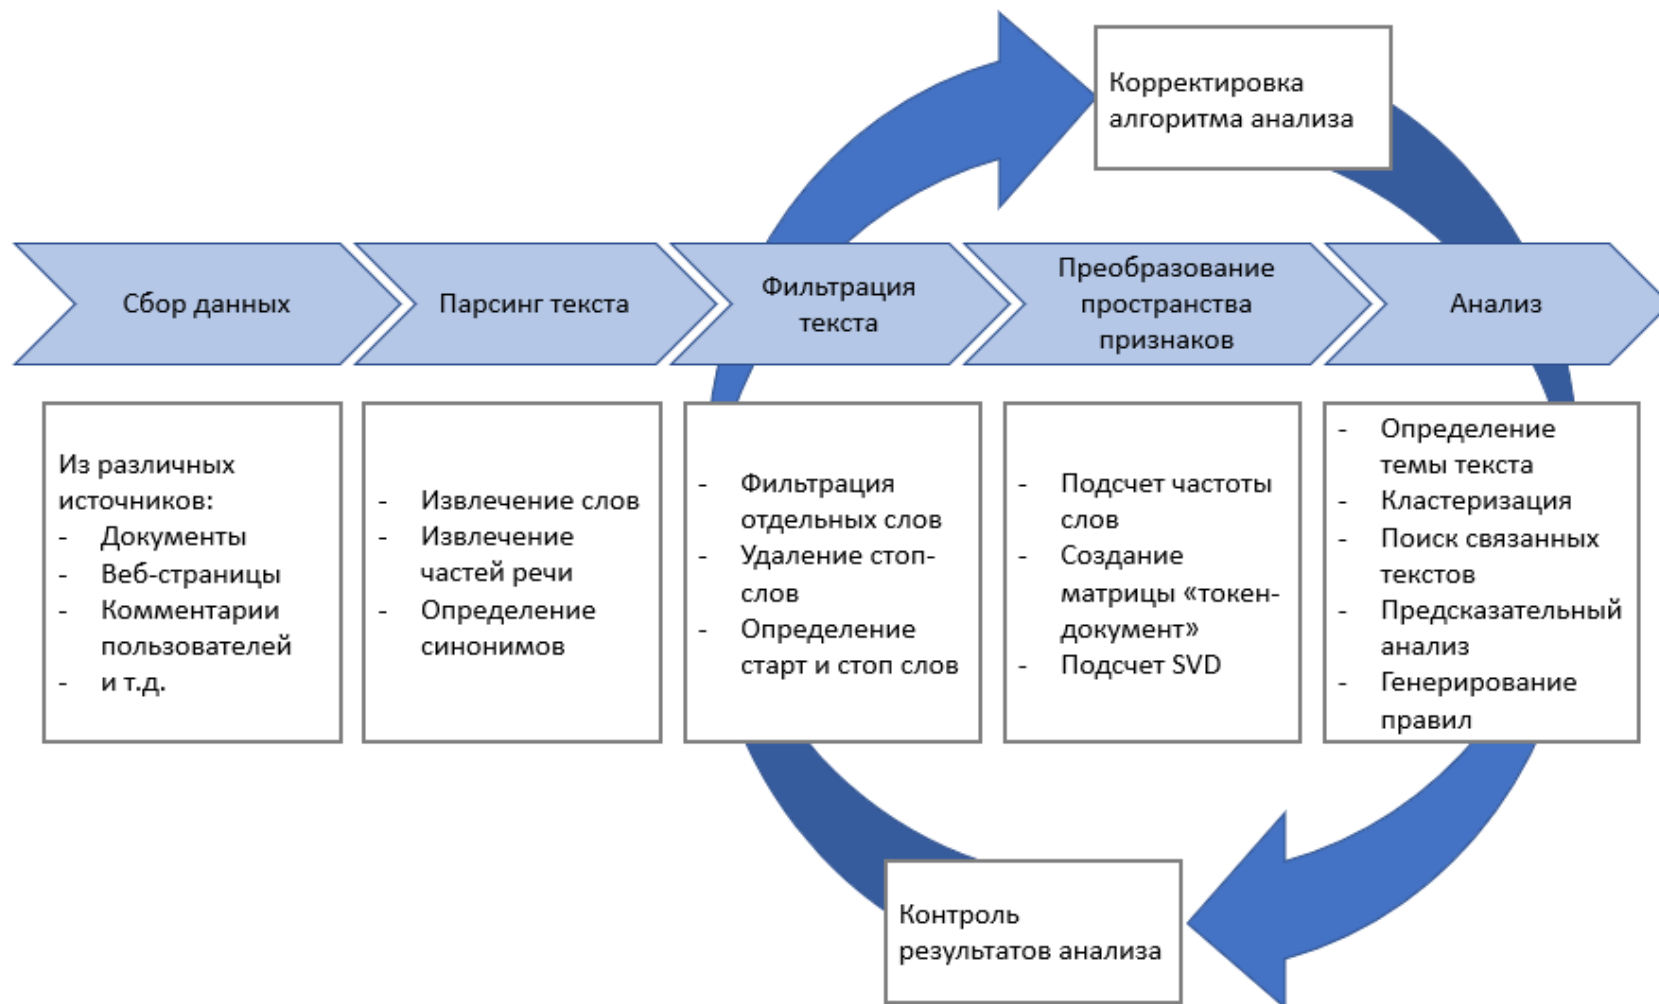 Корректировка
алгоритма анализа
Сбор данных
Парсинг текста
Фильтрация
текста
Преобразование
пространства
признаков
Анализ
Из различных
источников:
- Документы
- Веб-страницы
- Комментарии
пользователей
- и т.д.
- Извлечение слов
- Извлечение
частей речи
- Определение
синонимов
- Фильтрация
отдельных слов
- Удаление стоп-
слов
- Определение
старт и стоп слов
- Подсчет частоты
слов
- Создание
матрицы «токен-
документ»
- Подсчет SVD
- Определение
темы текста
- Кластеризация
- Поиск связанных
текстов
- Предсказательный
анализ
- Генерирование
правил
Контроль
результатов анализа